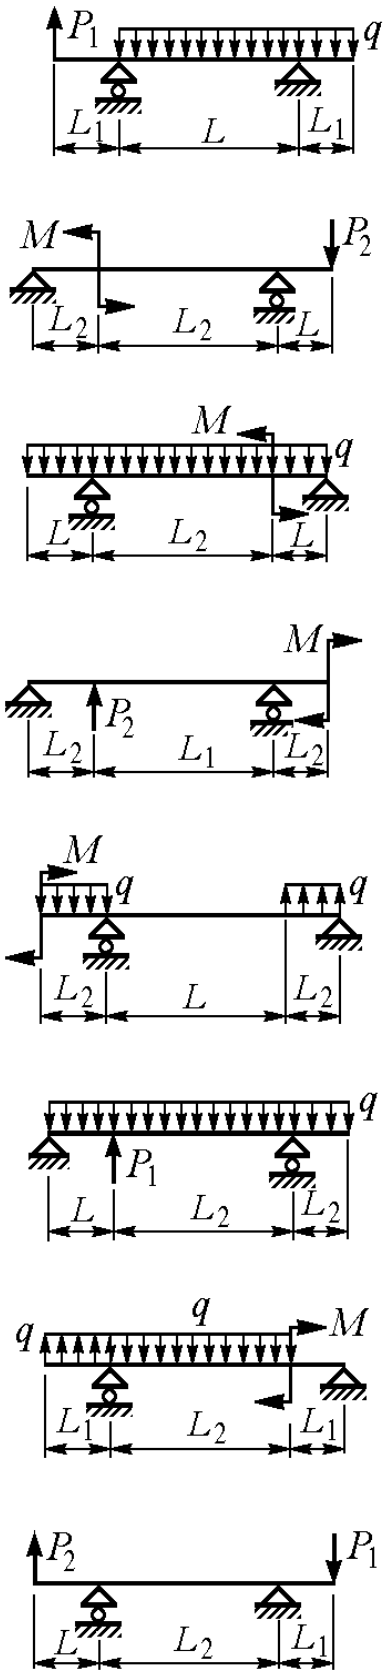 P₁ q
L₁ L L₁
M P₂
L₂ L₂ L
M q
L L₂ L
M
P₂
L₂ L₁ L₂
M
q q
L₂ L L₂
q
P₁
L L₂ L₂
q q M
L₁ L₂ L₁
P₂ P₁
L L₂ L₁